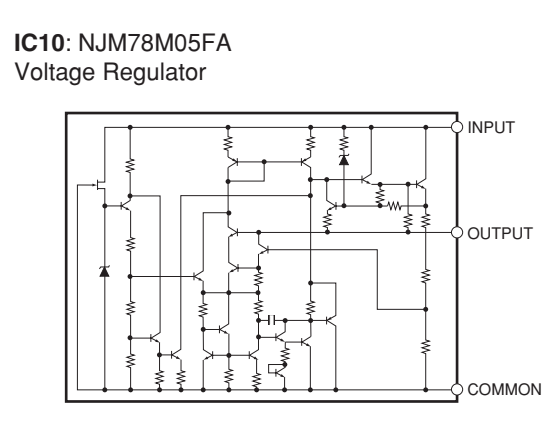 IC10: NJM78M05FA
Voltage Regulator
INPUT
OUTPUT
COMMON